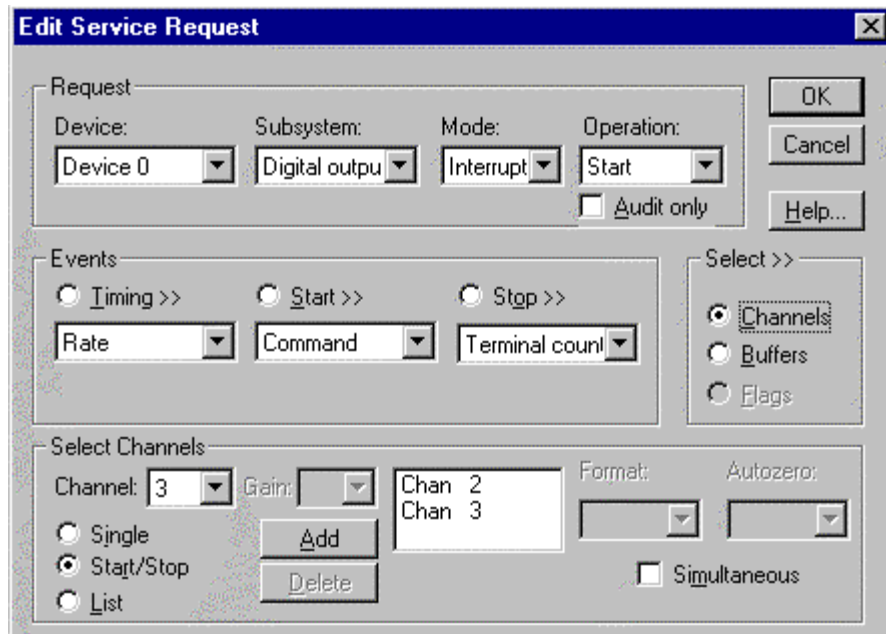 Edit Service Request
Request
OK
Device: Subsystem: Mode: Operation:
Cancel
Device 0 Digital outpu Interrupt Start
Audit only
Help...
Events
Select >>
Timing >> Start >> Stop >>
Channels
Rate Command Terminal count
Buffers
Flags
Select Channels
Channel: 3 Gain: Chan 2 Format: Autozero:
Chan 3
Single Add
Start/Stop
Delete Simultaneous
List